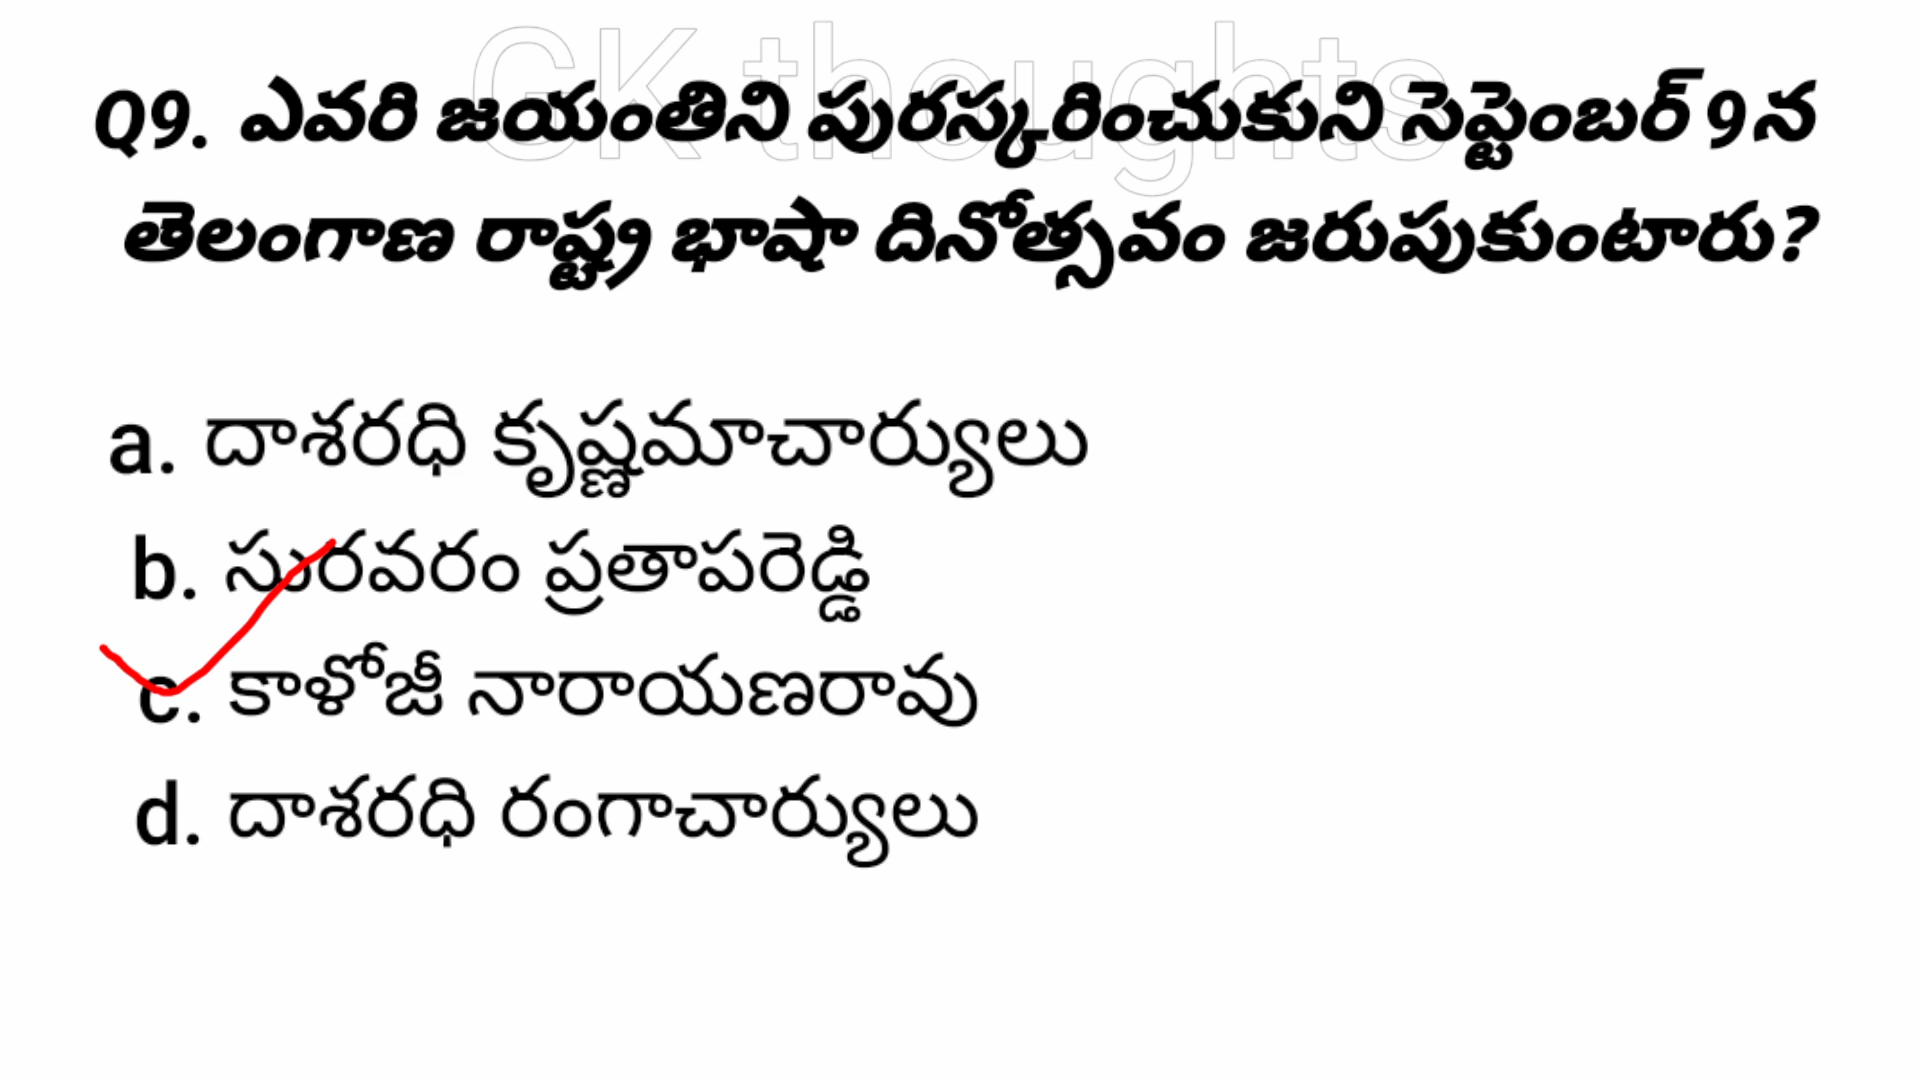 GK thoughts
Q9. ఎవరి జయంతిని పురస్కరించుకుని సెప్టెంబర్ 9న
తెలంగాణ రాష్ట్ర భాషా దినోత్సవం జరుపుకుంటారు?
a. దాశరధి కృష్ణమాచార్యులు
b. సురవరం ప్రతాపరెడ్డి
c. కాళోజీ నారాయణరావు
d. దాశరధి రంగాచార్యులు